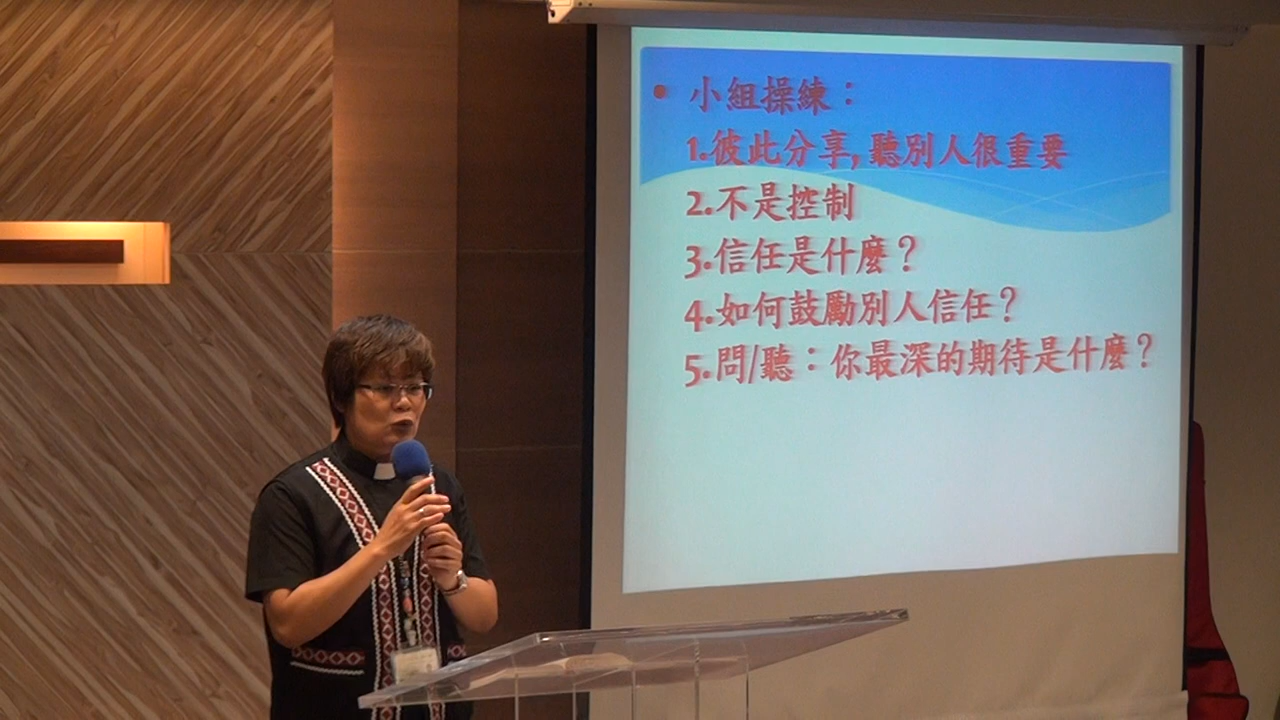 • 小組操練：
1.彼此分享, 聽別人很重要
2.不是控制
3.信任是什麼？
4.如何鼓勵別人信任？
5.問/聽：你最深的期待是什麼？